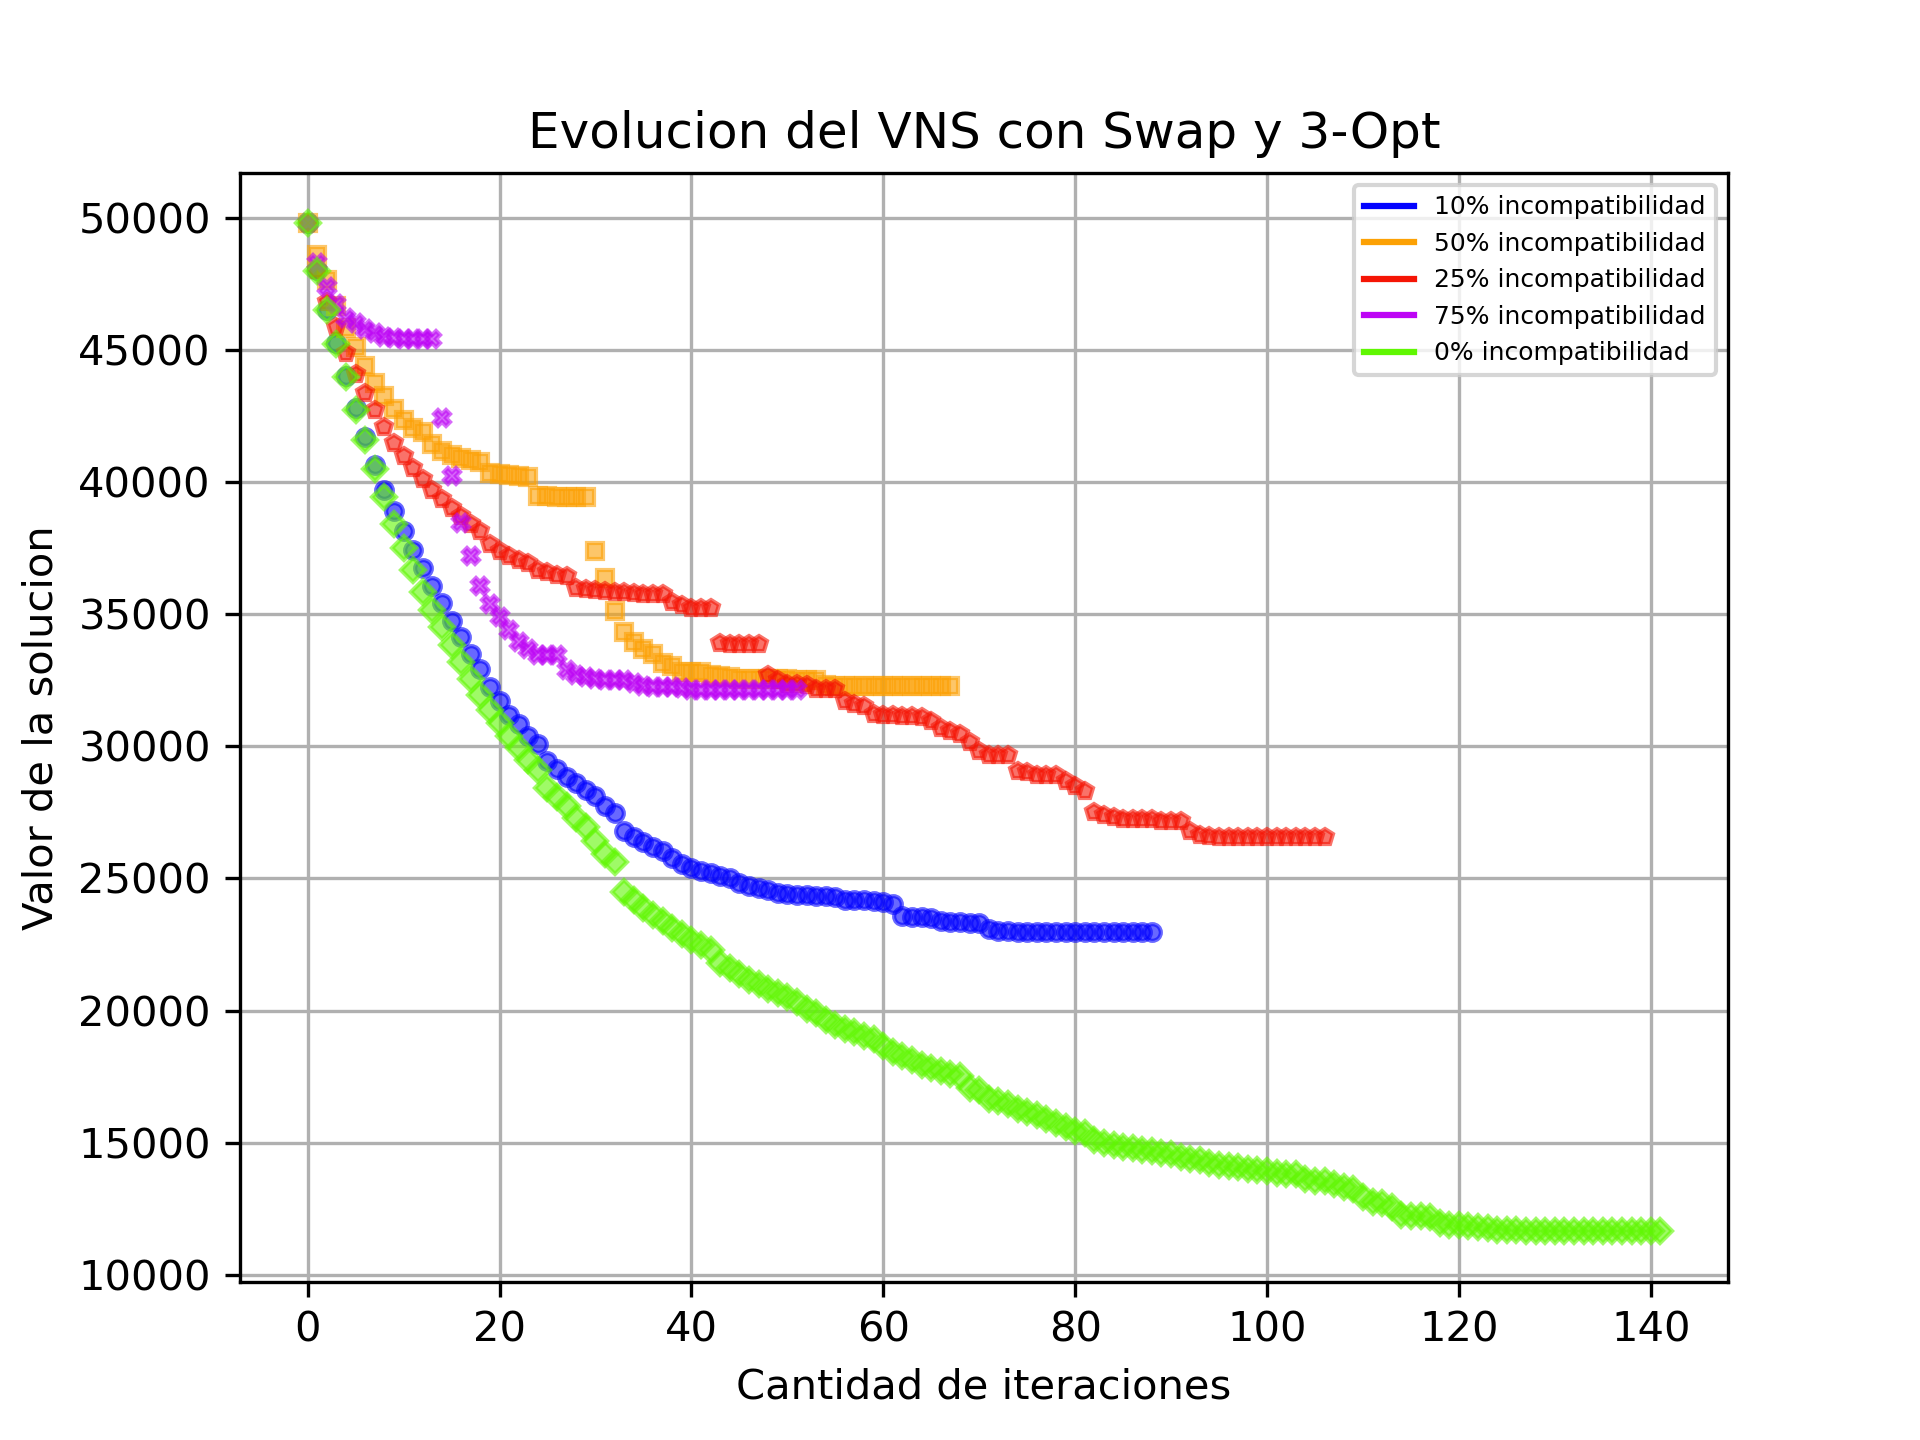 Evolucion del VNS con Swap y 3-Opt
10% incompatibilidad
50% incompatibilidad
25% incompatibilidad
75% incompatibilidad
0% incompatibilidad
Valor de la solucion
50000
45000
40000
35000
30000
25000
20000
15000
10000
0 20 40 60 80 100 120 140
Cantidad de iteraciones